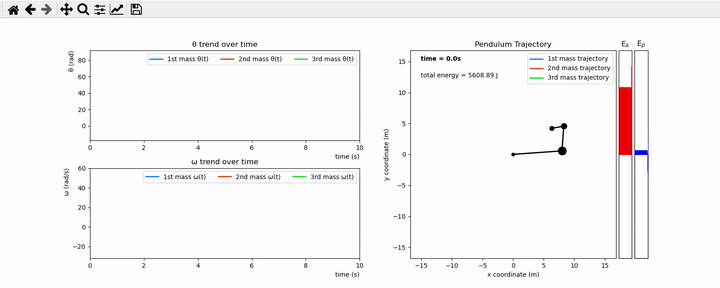 θ trend over time
θ (rad)
1st mass θ(t)
2nd mass θ(t)
3rd mass θ(t)
80
60
40
20
0
0 2 4 6 8 10
time (s)
ω trend over time
ω (rad/s)
1st mass ω(t)
2nd mass ω(t)
3rd mass ω(t)
60
40
20
0
−20
0 2 4 6 8 10
time (s)
Pendulum Trajectory
time = 0.0s
total energy = 5608.89 J
1st mass trajectory
2nd mass trajectory
3rd mass trajectory
y coordinate (m)
15
10
5
0
−5
−10
−15
−15 −10 −5 0 5 10 15
x coordinate (m)
Ek
Ep